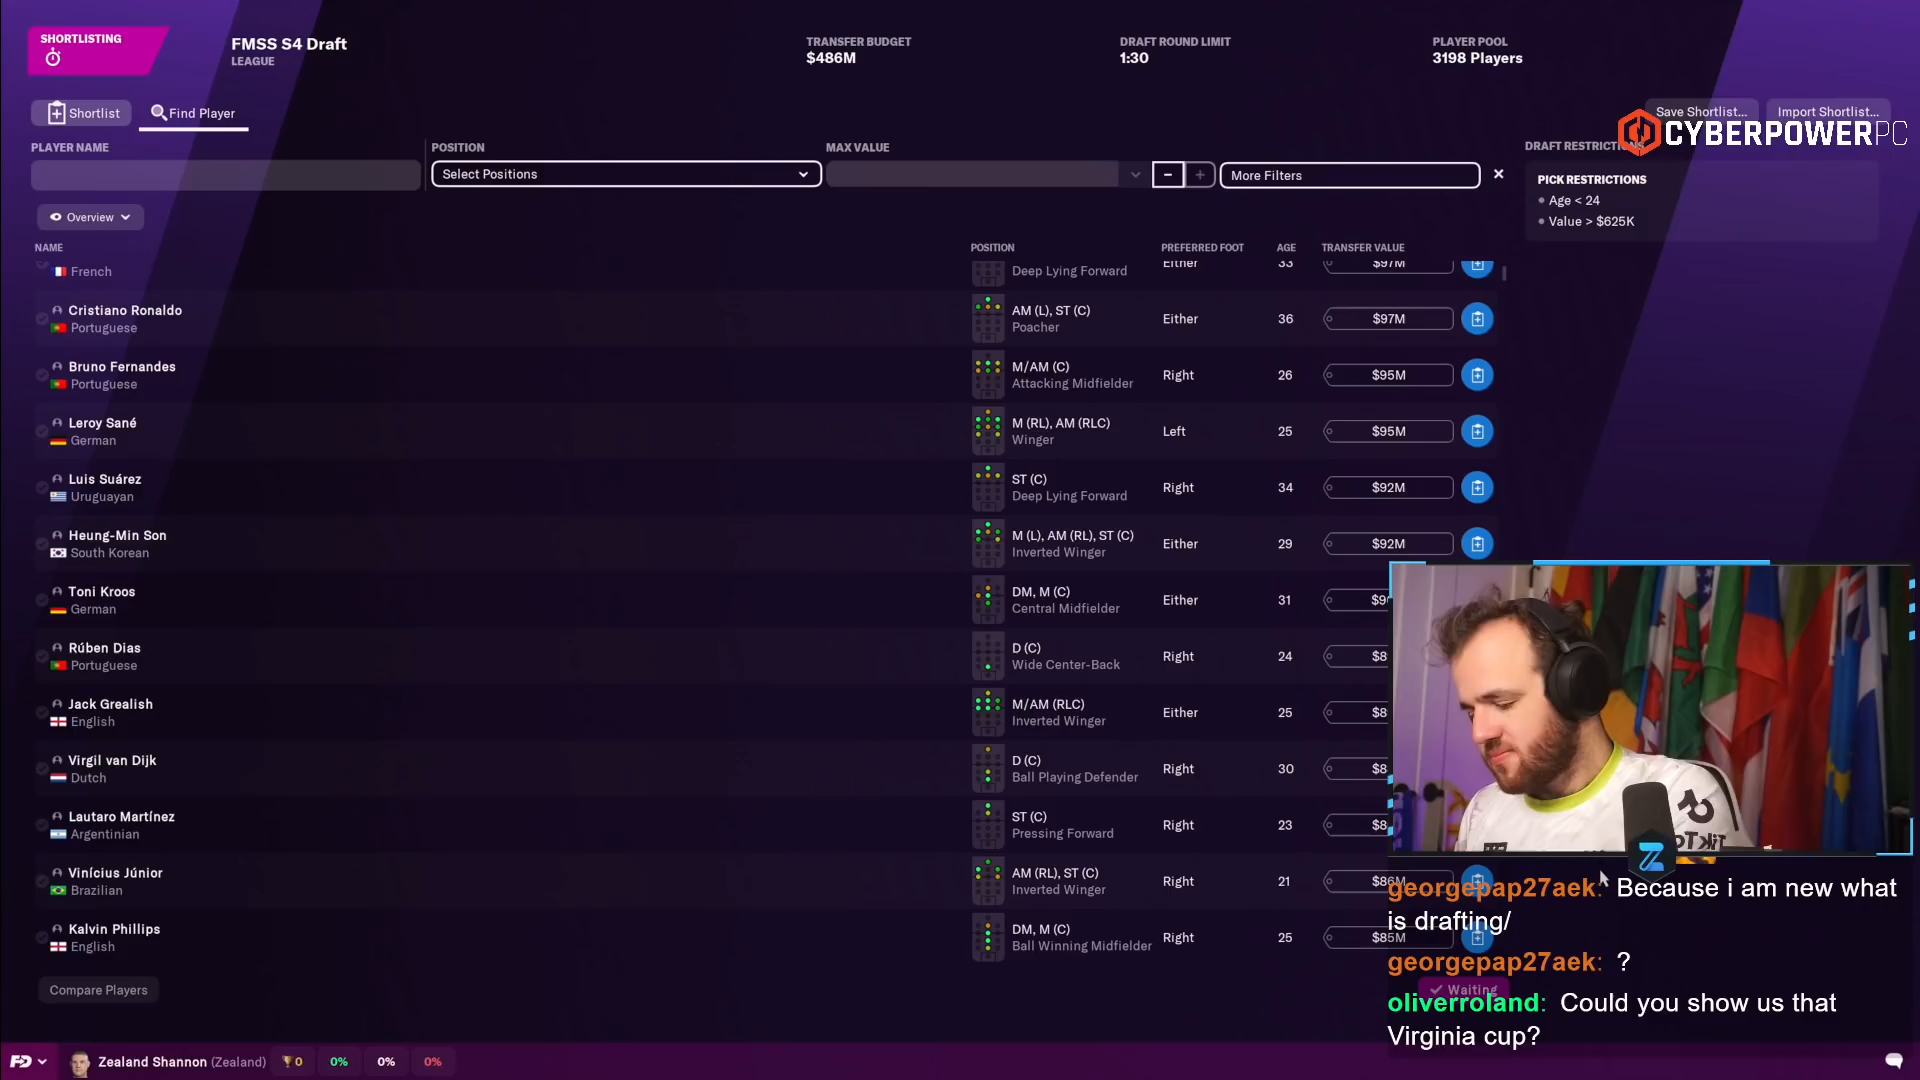 SHORTLISTING
FMSS S4 Draft
LEAGUE
TRANSFER BUDGET
$486M
DRAFT ROUND LIMIT
1:30
PLAYER POOL
3198 Players
Shortlist
Find Player
Save Shortlist...
Import Shortlist...
CYBERPOWERPC
PLAYER NAME
POSITION
MAX VALUE
Select Positions
More Filters
PICK RESTRICTIONS
Age < 24
Value > $625K
Overview
NAME
POSITION
PREFERRED FOOT
AGE
TRANSFER VALUE
French
Deep Lying Forward
Either
33
$97M
Cristiano Ronaldo
Portuguese
AM (L), ST (C)
Poacher
Either
36
$97M
Bruno Fernandes
Portuguese
M/AM (C)
Attacking Midfielder
Right
26
$95M
Leroy Sané
German
M (RL), AM (RLC)
Winger
Left
25
$95M
Luis Suárez
Uruguayan
ST (C)
Deep Lying Forward
Right
34
$92M
Heung-Min Son
South Korean
M (L), AM (RL), ST (C)
Inverted Winger
Either
29
$92M
Toni Kroos
German
DM, M (C)
Central Midfielder
Either
31
Rúben Dias
Portuguese
D (C)
Wide Center-Back
Right
24
Jack Grealish
English
M/AM (RLC)
Inverted Winger
Either
25
Virgil van Dijk
Dutch
D (C)
Ball Playing Defender
Right
30
Lautaro Martínez
Argentinian
ST (C)
Pressing Forward
Right
23
Vinícius Júnior
Brazilian
AM (RL), ST (C)
Inverted Winger
Right
21
$86M
Kalvin Phillips
English
DM, M (C)
Ball Winning Midfielder
Right
25
$85M
georgepap27aek: Because i am new what
is drafting/
georgepap27aek: ?
oliverroland: Could you show us that
Virginia cup?
Compare Players
Waiting
Zealand Shannon (Zealand)
0
0%
0%
0%